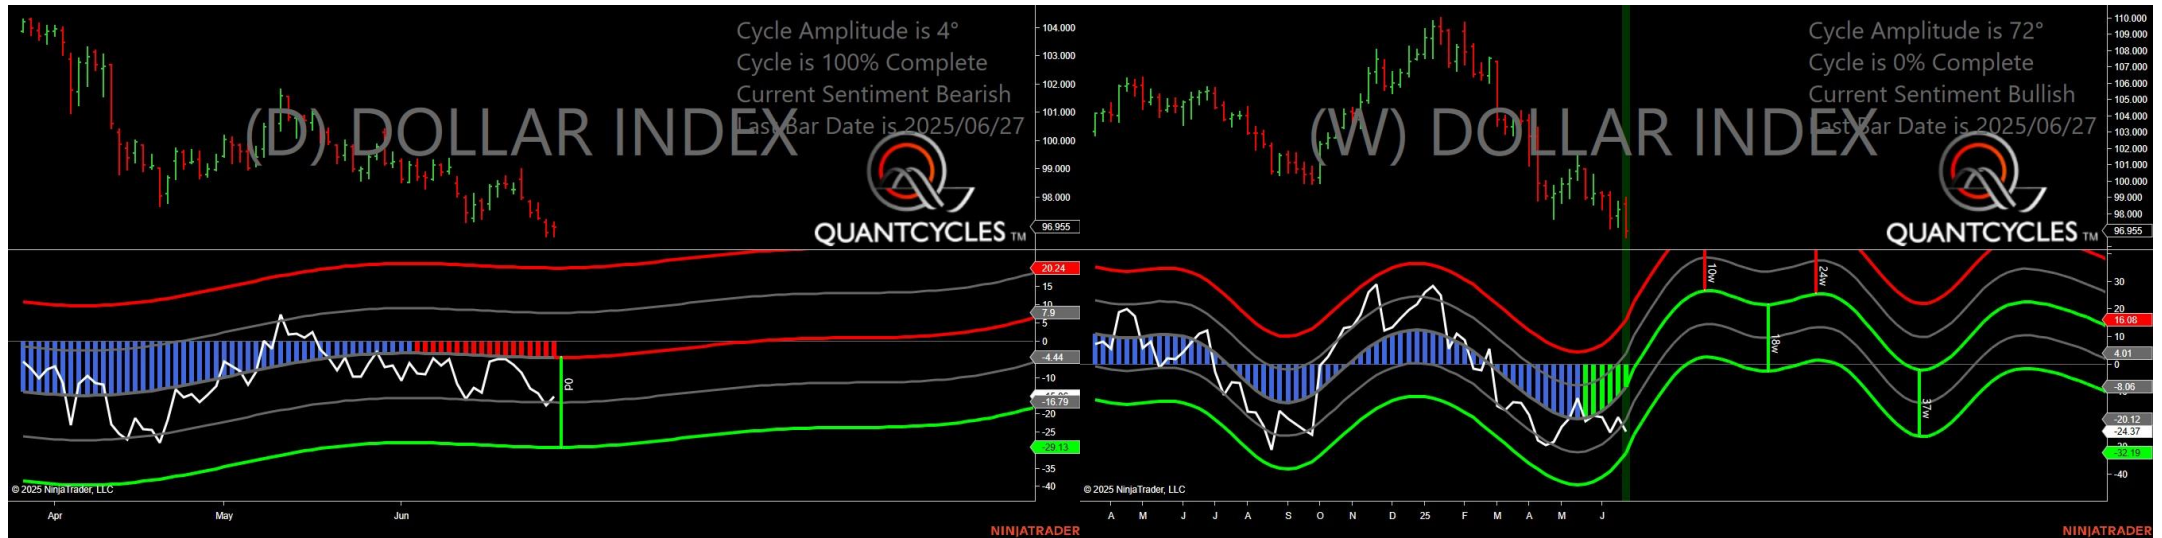 Cycle Amplitude is 4°
Cycle is 100% Complete
Current Sentiment Bearish
Last Bar Date is 2025/06/27
(D) DOLLAR INDEX
QUANTCYCLES TM
104.000
103.000
102.000
101.000
100.000
99.000
98.000
96.955
20.24
15
10
7.9
5
0
-4.44
-10
-16.79
-20
-25
-29.13
-35
-40
P0
© 2025 NinjaTrader, LLC
Apr May Jun
NINJATRADER
Cycle Amplitude is 72°
Cycle is 0% Complete
Current Sentiment Bullish
Last Bar Date is 2025/06/27
(W) DOLLAR INDEX
QUANTCYCLES TM
110.000
109.000
108.000
107.000
106.000
105.000
104.000
103.000
102.000
101.000
100.000
99.000
98.000
96.955
10w
24w
18w
37w
30
20
16.08
10
4.01
0
-8.06
-20.12
-24.37
-32.19
-40
© 2025 NinjaTrader, LLC
A M J J A S O N D 25 F M A M J
NINJATRADER